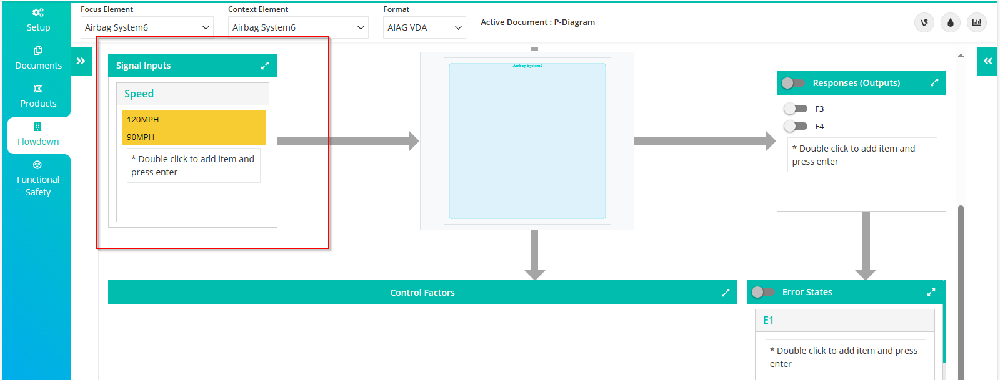 Setup
Documents
Products
Flowdown
Functional
Safety
Focus Element
Airbag System6
Context Element
Airbag System6
Format
AIAG VDA
Active Document : P-Diagram
Signal Inputs
Speed
120MPH
90MPH
* Double click to add item and
press enter
Airbag System6
Responses (Outputs)
F3
F4
* Double click to add item and
press enter
Control Factors
Error States
E1
* Double click to add item and press
enter